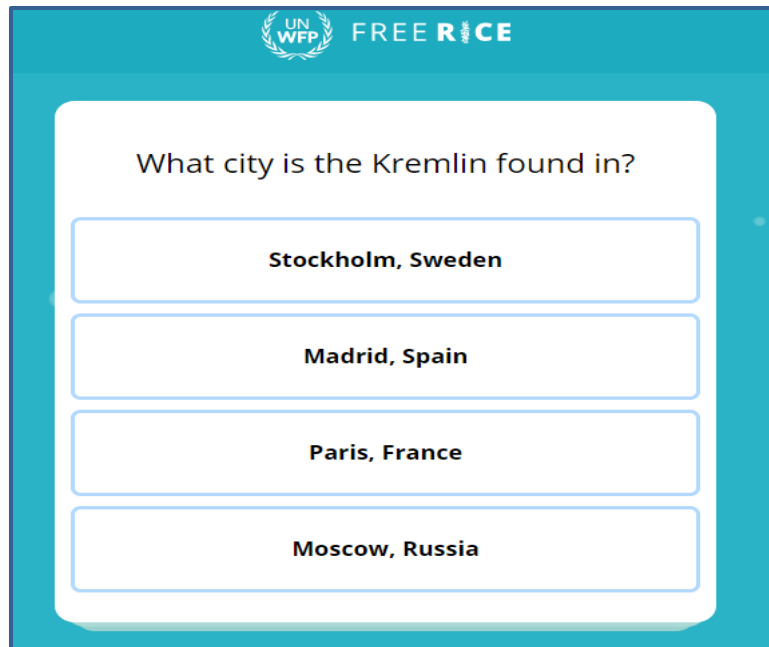 UN
WFP
FREE RICE
What city is the Kremlin found in?
Stockholm, Sweden
Madrid, Spain
Paris, France
Moscow, Russia